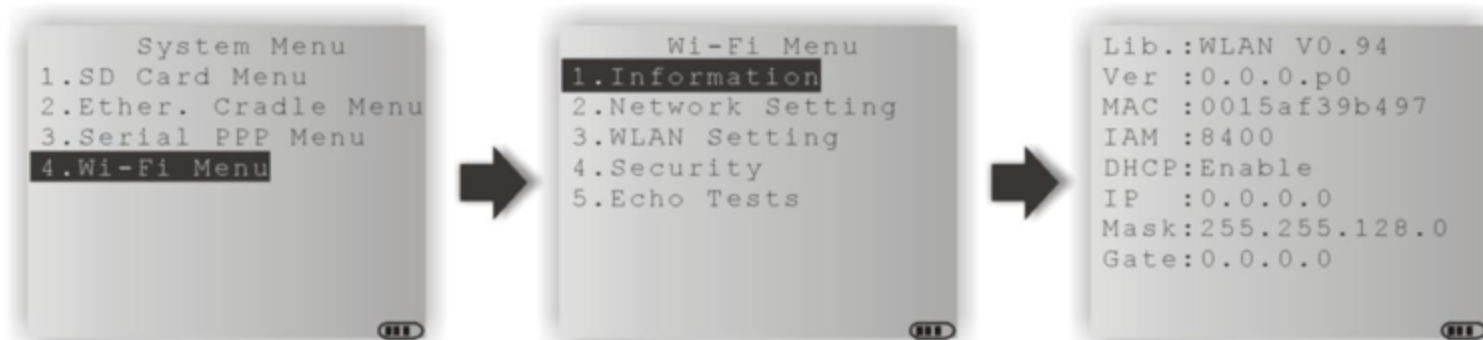 System Menu
1.SD Card Menu
2.Ether. Cradle Menu
3.Serial PPP Menu
4.Wi-Fi Menu
Wi-Fi Menu
1.Information
2.Network Setting
3.WLAN Setting
4.Security
5.Echo Tests
Lib.:WLAN V0.94
Ver :0.0.0.p0
MAC :0015af39b497
IAM :8400
DHCP:Enable
IP  :0.0.0.0
Mask:255.255.128.0
Gate:0.0.0.0